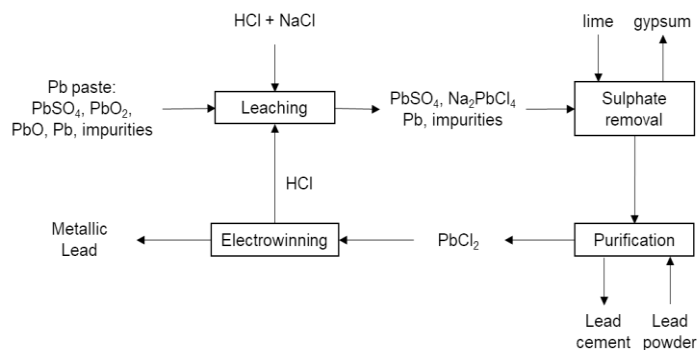 HCl + NaCl
lime
gypsum
Pb paste:
PbSO₄, PbO₂,
PbO, Pb, impurities
Leaching
PbSO₄, Na₂PbCl₄
Pb, impurities
Sulphate
removal
HCl
Metallic
Lead
Electrowinning
PbCl₂
Purification
Lead
cement
Lead
powder